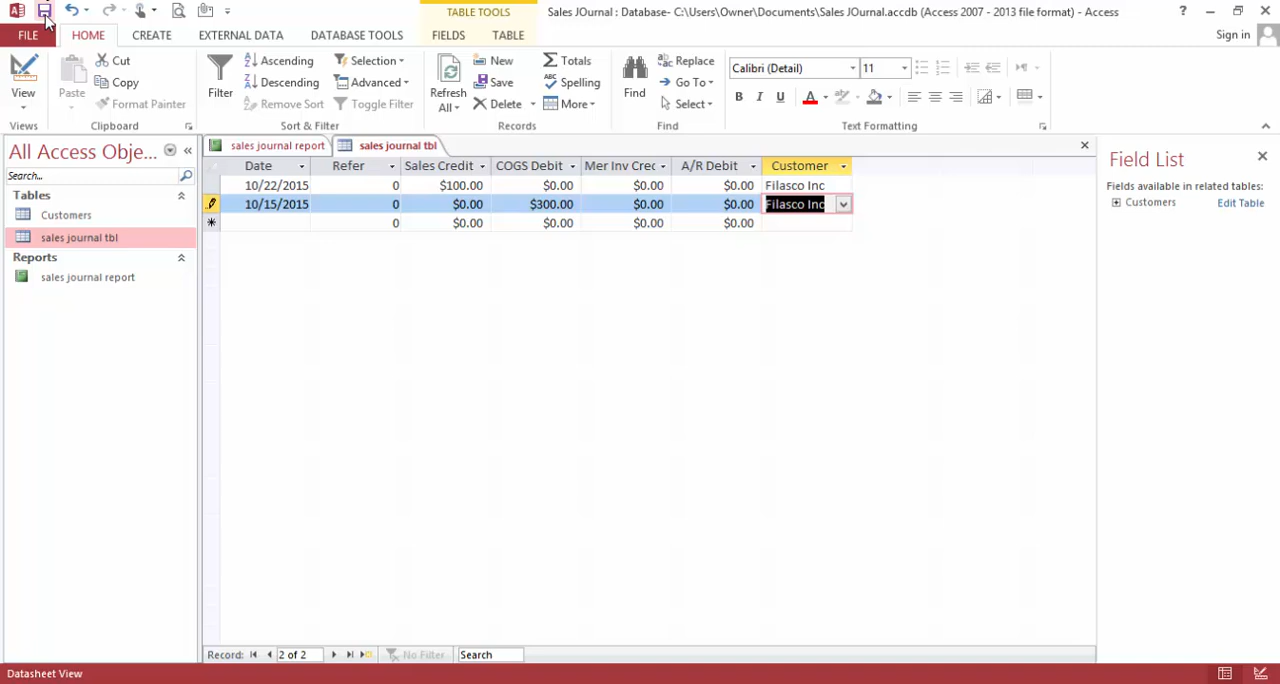 TABLE TOOLS
Sales JOurnal : Database- C:\Users\Owner\Documents\Sales JOurnal.accdb (Access 2007 - 2013 file format) - Access
?
FILE HOME CREATE EXTERNAL DATA DATABASE TOOLS FIELDS TABLE
Sign in
View
Paste
Cut
Copy
Format Painter
Filter
Ascending
Descending
Remove Sort
Selection
Advanced
Toggle Filter
Refresh
All
New
Save
Delete
Totals
Spelling
More
Find
Replace
Go To
Select
Calibri (Detail) 11
B I U A
Views Clipboard Sort & Filter Records Find Text Formatting
All Access Obje...
Search...
Tables
Customers
sales journal tbl
Reports
sales journal report
sales journal report sales journal tbl
Date Refer Sales Credit COGS Debit Mer Inv Crec A/R Debit Customer
10/22/2015 0 $100.00 $0.00 $0.00 $0.00 Filasco Inc
10/15/2015 0 $0.00 $300.00 $0.00 $0.00 Filasco Inc
0 $0.00 $0.00 $0.00 $0.00
Field List
Fields available in related tables:
Customers Edit Table
Record: 2 of 2 No Filter Search
Datasheet View